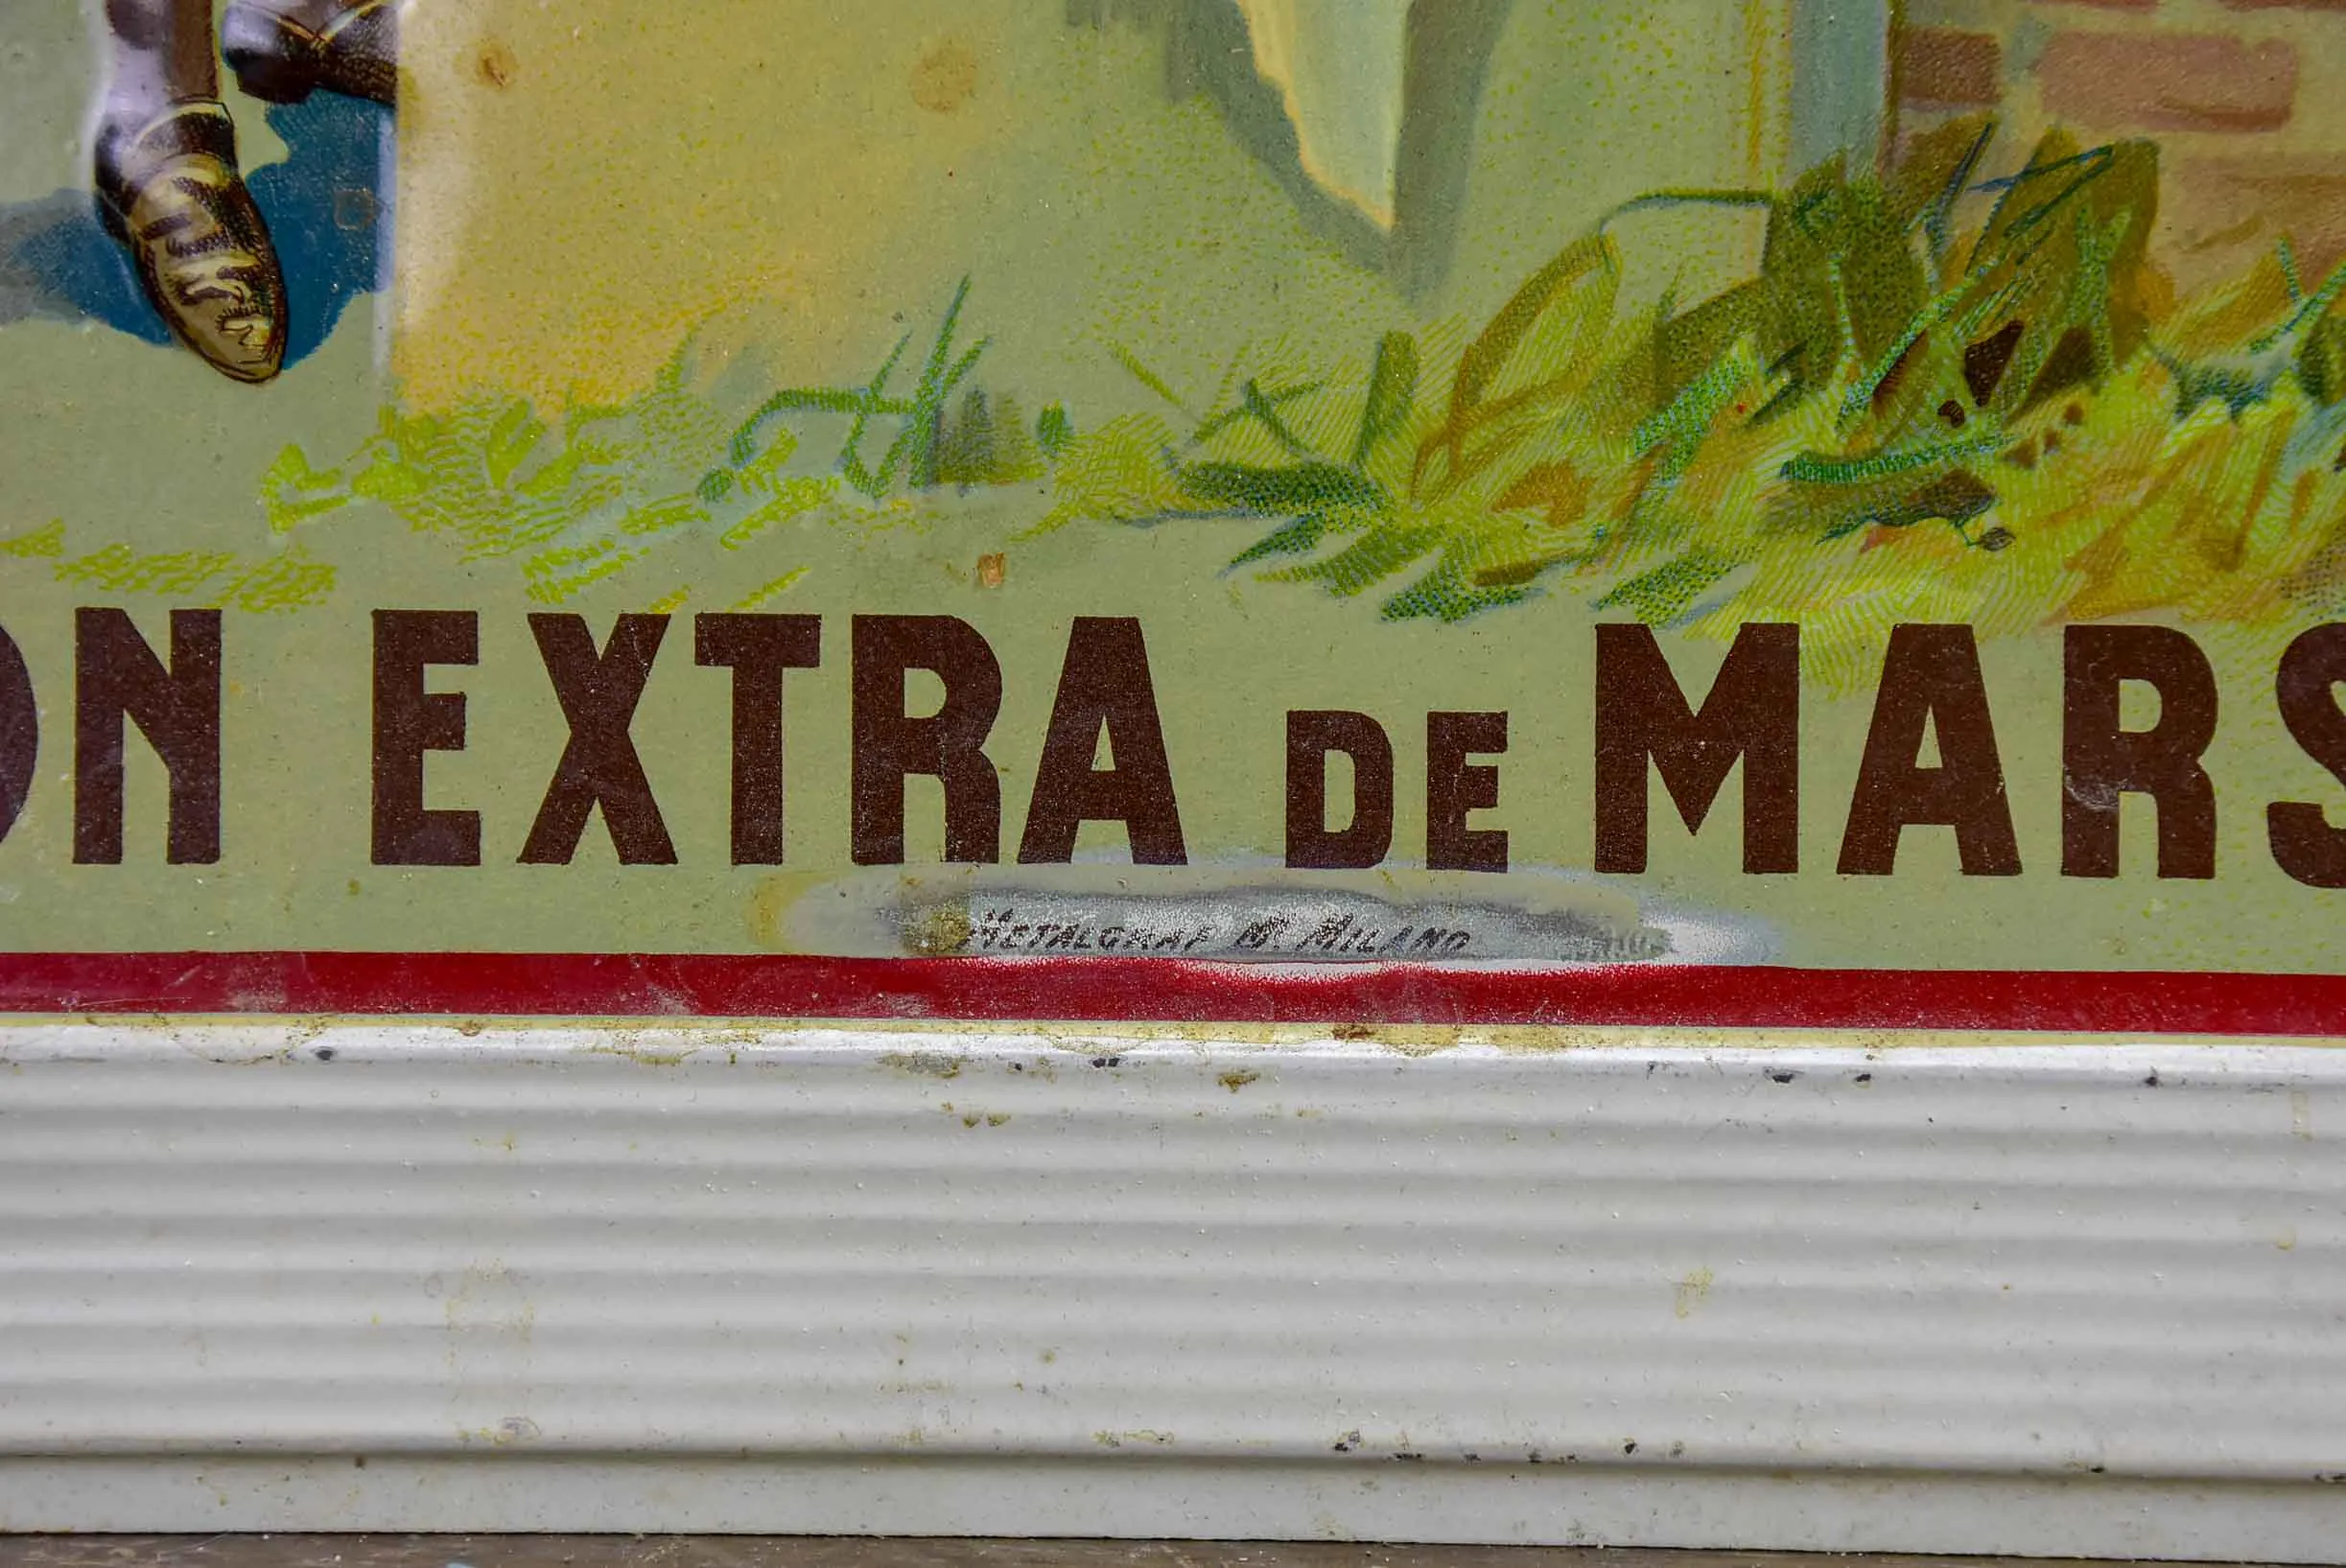 ON EXTRA DE MARS
METALGRAF MILANO